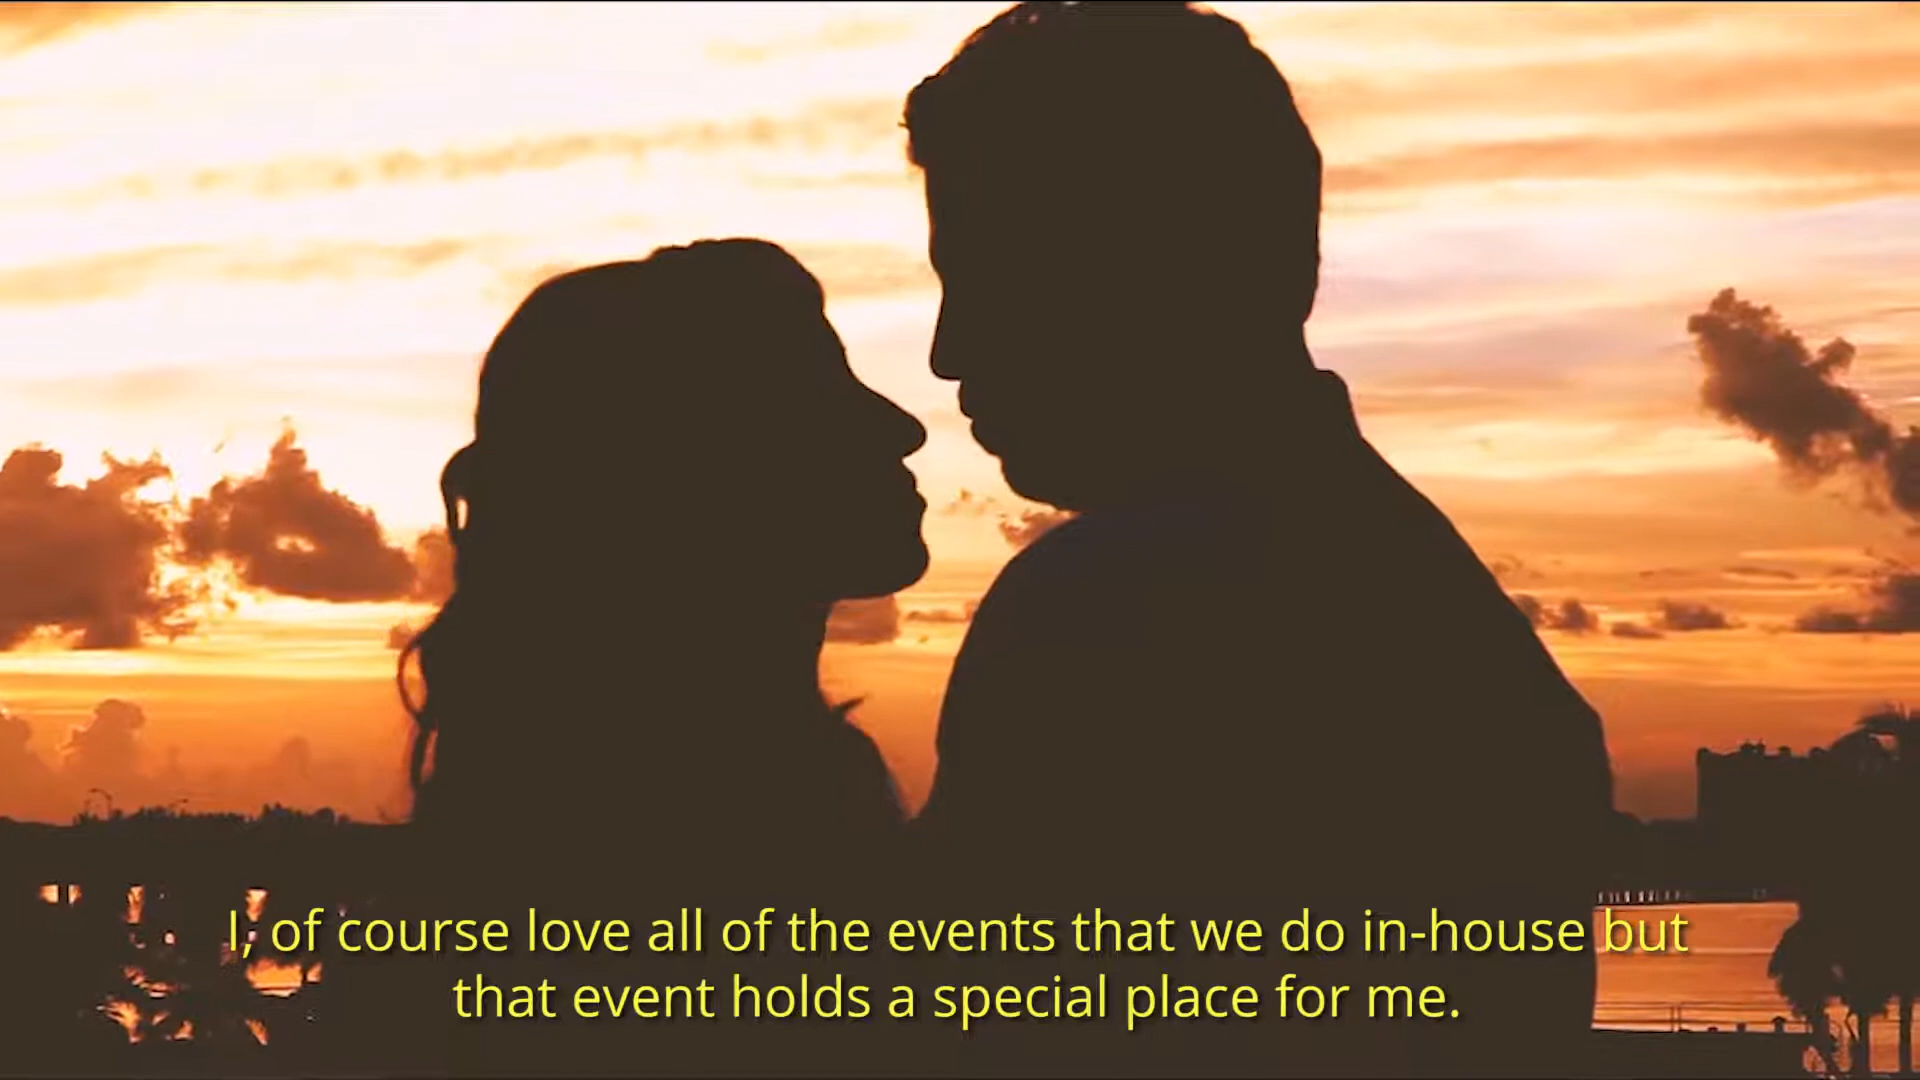 I, of course love all of the events that we do in-house but
that event holds a special place for me.